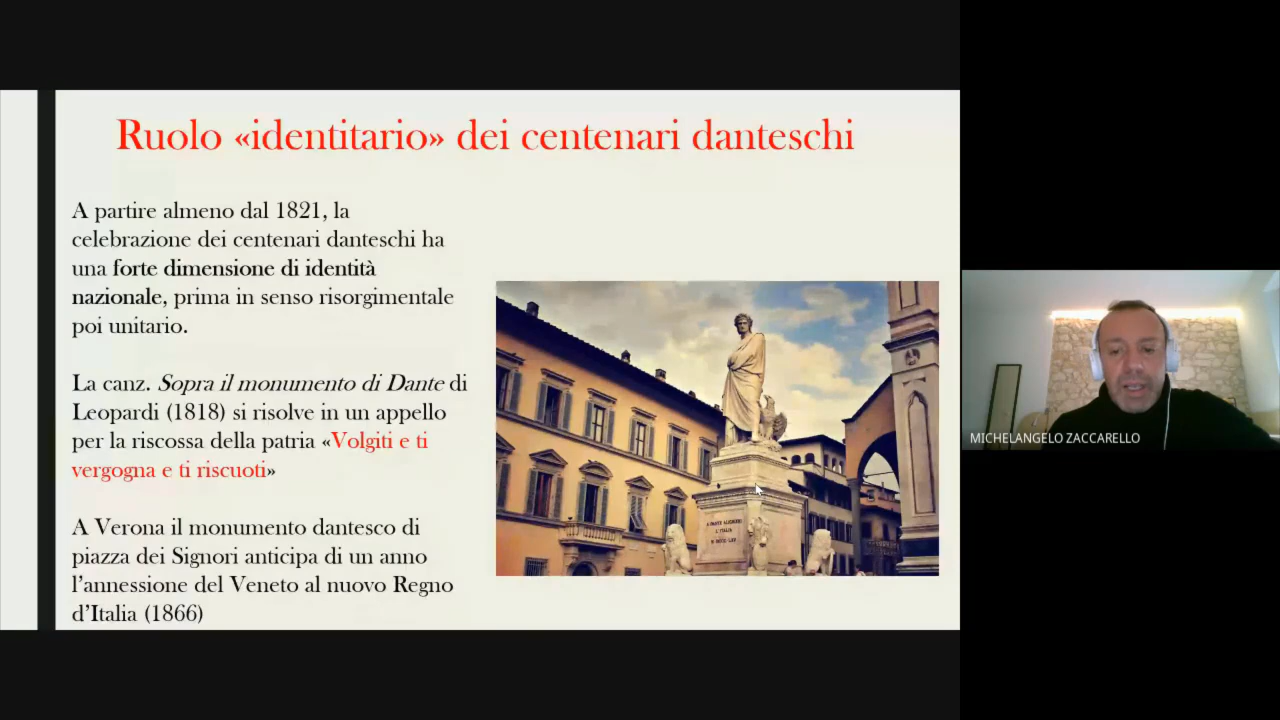 Ruolo «identitario» dei centenari danteschi
A partire almeno dal 1821, la
celebrazione dei centenari danteschi ha
una forte dimensione di identità
nazionale, prima in senso risorgimentale
poi unitario.
La canz. Sopra il monumento di Dante di
Leopardi (1818) si risolve in un appello
per la riscossa della patria «Volgiti e ti
vergogna e ti riscuoti»
A Verona il monumento dantesco di
piazza dei Signori anticipa di un anno
l’annessione del Veneto al nuovo Regno
d’Italia (1866)
A DANTE ALIGHIERI
L'ITALIA
MICHELANGELO ZACCARELLO